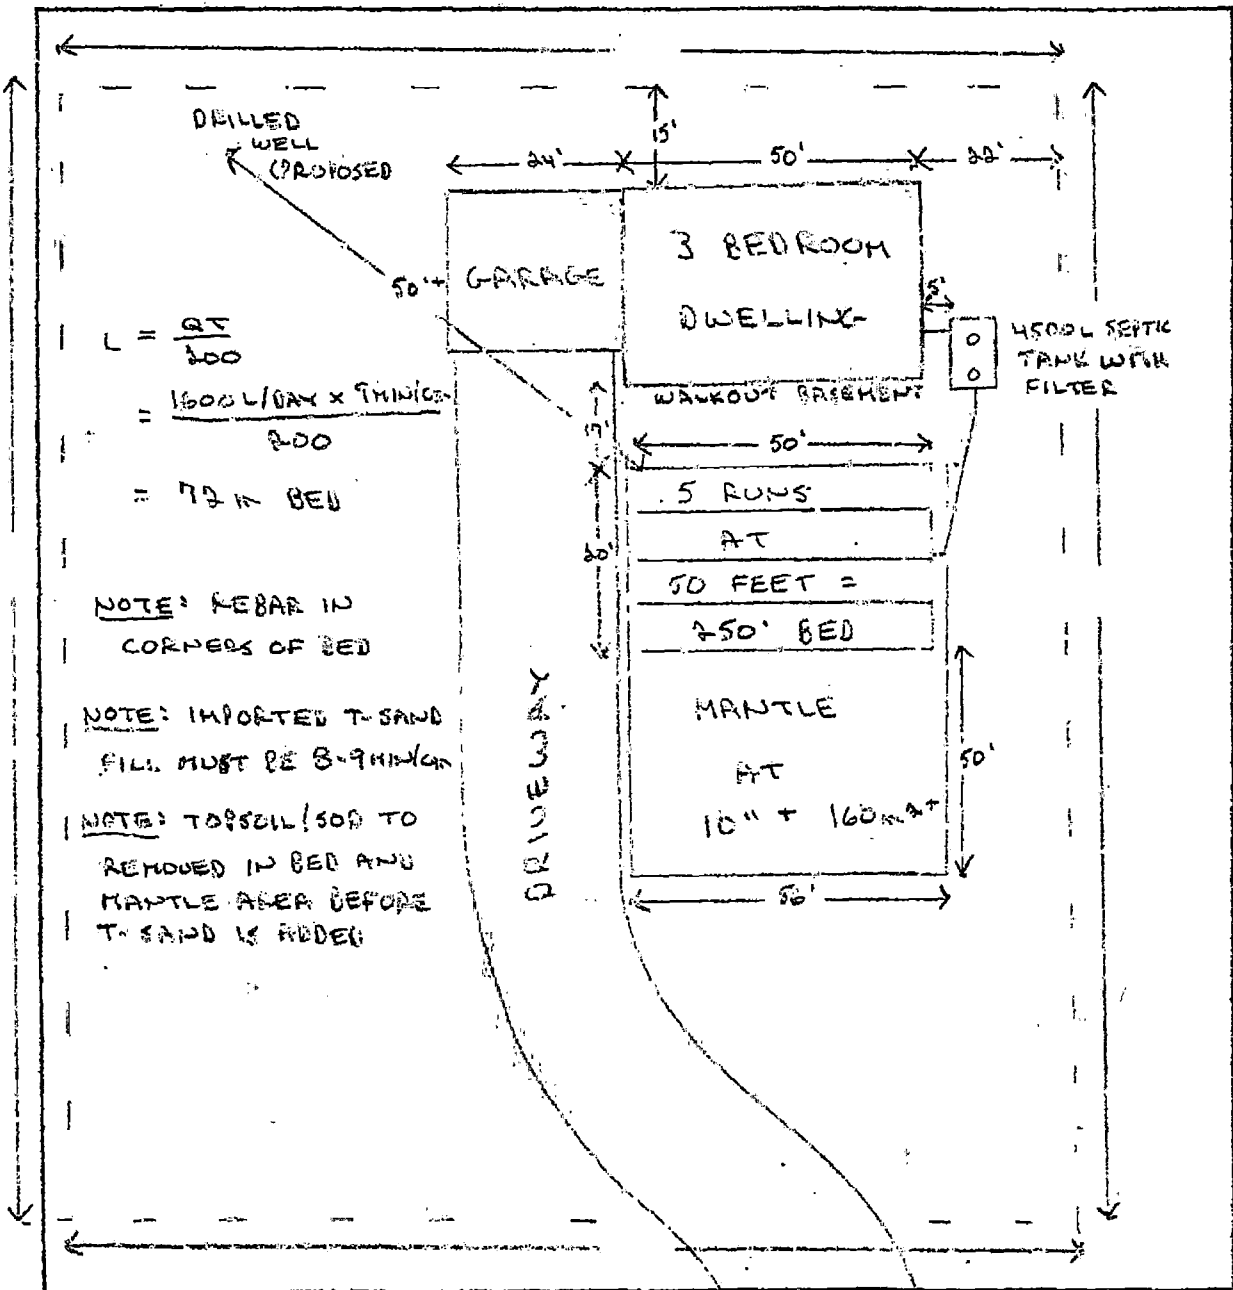 DRILLED
WELL
(PROPOSED
15'
24'
50'
22'
3 BEDROOM
DWELLING
GARAGE
50'+
5'
4500L SEPTIC
TANK WITH
FILTER
WALKOUT BASEMENT
L = QT
200
= 1600L/DAY x 9MIN/CM
200
= 72 M BED
50'
5 RUNS
AT
20'
50 FEET =
250' BED
NOTE: REBAR IN
CORNERS OF BED
NOTE: IMPORTED T-SAND
FILL MUST BE 8-9MIN/CM
NOTE: TOPSOIL/SOD TO
REMOVED IN BED AND
MANTLE AREA BEFORE
T-SAND IS ADDED
DRIVEWAY
MANTLE
AT
10" + 160m2+
50'
56'